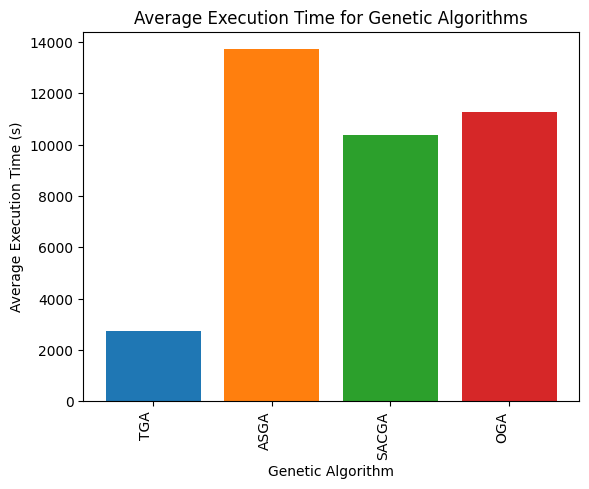 Average Execution Time for Genetic Algorithms
Average Execution Time (s)
14000
12000
10000
8000
6000
4000
2000
0
TGA
ASGA
SACGA
OGA
Genetic Algorithm